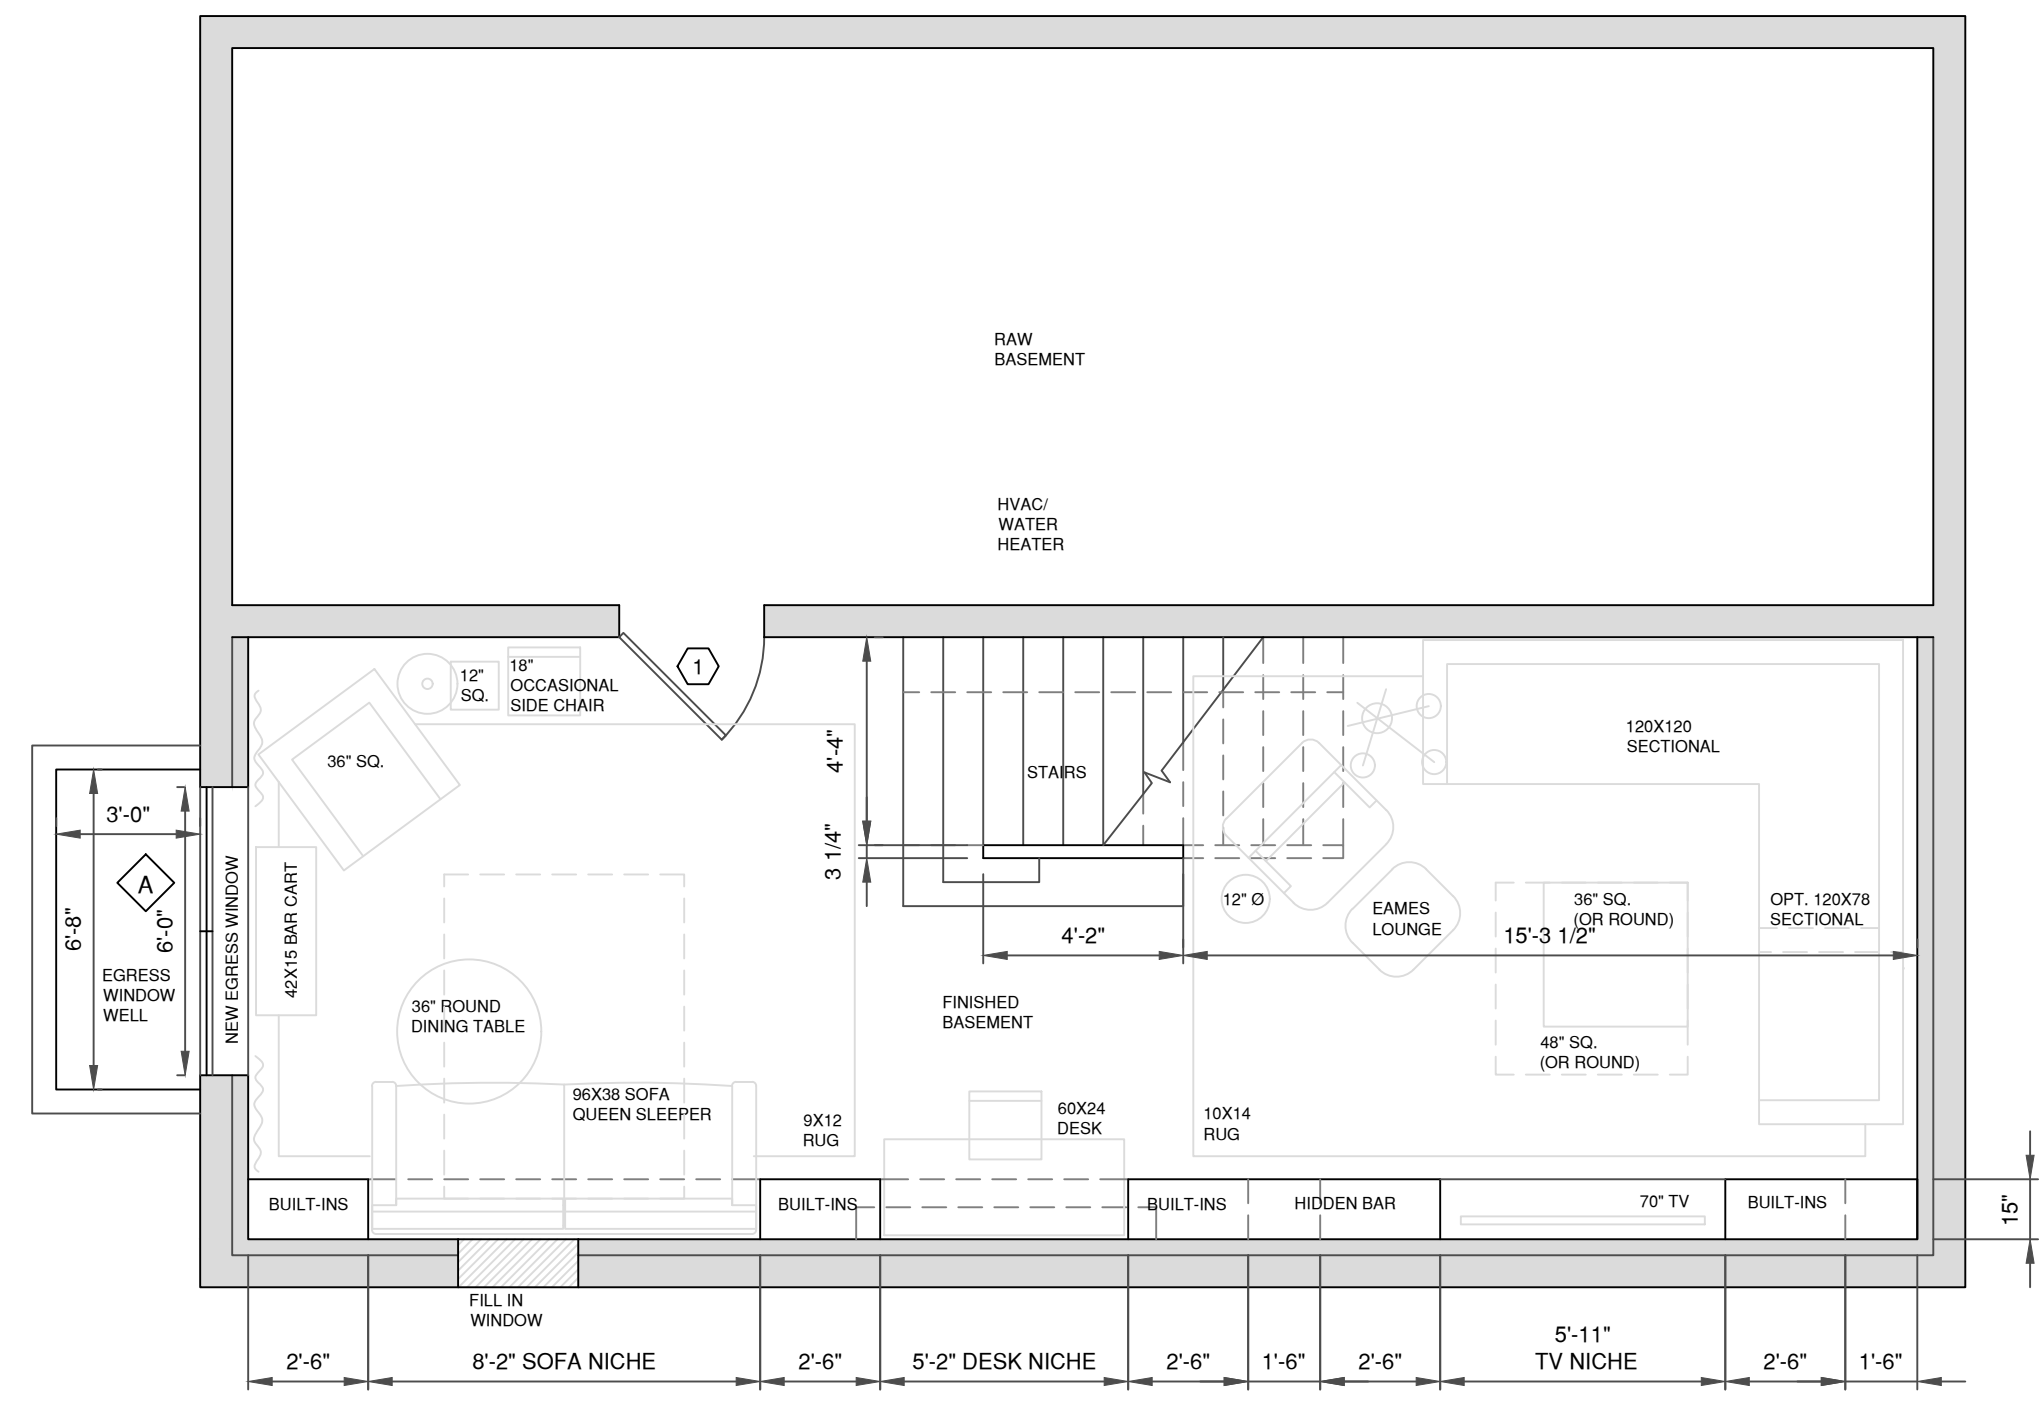 RAW
BASEMENT
HVAC/
WATER
HEATER
1
12"
SQ.
18"
OCCASIONAL
SIDE CHAIR
36" SQ.
4'-4"
STAIRS
120X120
SECTIONAL
3'-0"
A
6'-8"
6'-0"
EGRESS
WINDOW
WELL
NEW EGRESS WINDOW
42X15 BAR CART
3 1/4"
12" Ø
EAMES
LOUNGE
36" SQ.
(OR ROUND)
OPT. 120X78
SECTIONAL
4'-2"
15'-3 1/2"
36" ROUND
DINING TABLE
FINISHED
BASEMENT
48" SQ.
(OR ROUND)
96X38 SOFA
QUEEN SLEEPER
9X12
RUG
60X24
DESK
10X14
RUG
BUILT-INS
BUILT-INS
BUILT-INS
HIDDEN BAR
70" TV
BUILT-INS
15"
FILL IN
WINDOW
2'-6"
8'-2" SOFA NICHE
2'-6"
5'-2" DESK NICHE
2'-6"
1'-6"
2'-6"
5'-11"
TV NICHE
2'-6"
1'-6"